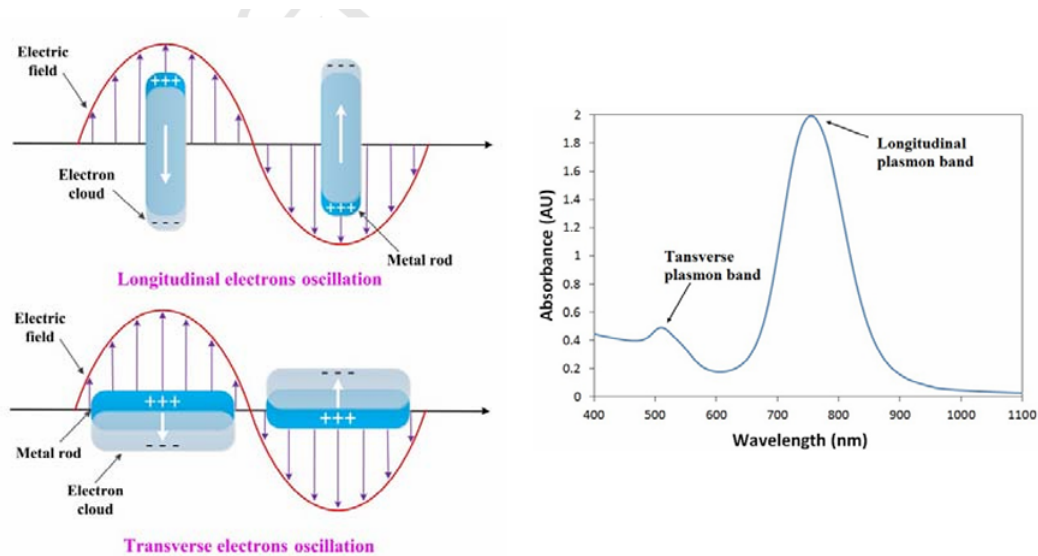 Electric
field
+++
- - -
Electron
cloud
- - -
+++
Metal rod
Longitudinal electrons oscillation
Electric
field
+++
- - -
- - -
+++
Metal rod
Electron
cloud
Transverse electrons oscillation
2
1.8
1.6
1.4
1.2
1
0.8
0.6
0.4
0.2
0
Absorbance (AU)
Longitudinal
plasmon band
Tansverse
plasmon band
400 500 600 700 800 900 1000 1100
Wavelength (nm)